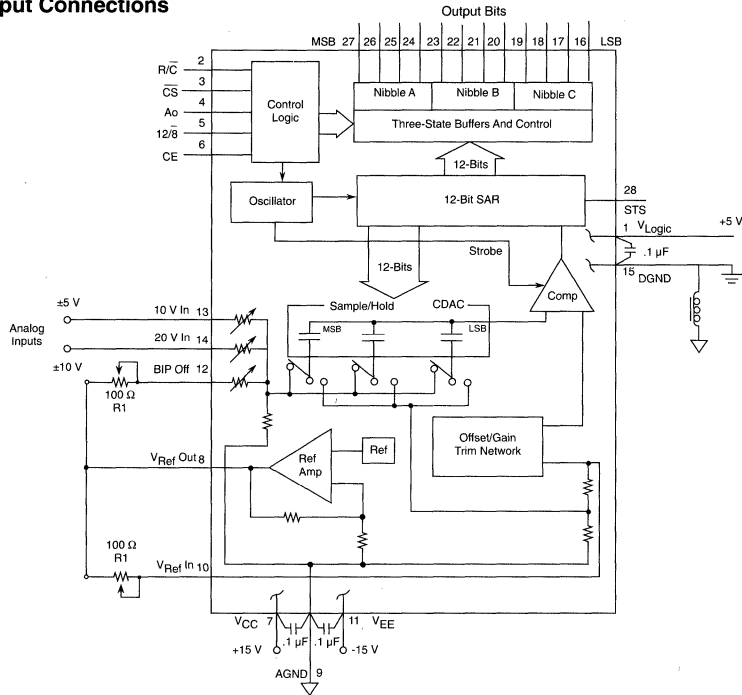 put Connections
Output Bits
MSB 27 26 25 24 23 22 21 20 19 18 17 16 LSB
R/C̅ 2
C̅S̅ 3
Ao 4
12/8̅ 5
CE 6
Control Logic
Nibble A Nibble B Nibble C
Three-State Buffers And Control
12-Bits
Oscillator
12-Bit SAR
28
STS
1 VLogic +5 V
.1 µF
15 DGND
Strobe
12-Bits
Comp
Sample/Hold CDAC
MSB LSB
±5 V
10 V In 13
Analog Inputs
20 V In 14
±10 V
BIP Off 12
100 Ω
R1
Offset/Gain
Trim Network
VRef Out 8
Ref Amp
Ref
100 Ω
R1
VRef In 10
VCC 7 11 VEE
.1 µF .1 µF
+15 V -15 V
AGND 9